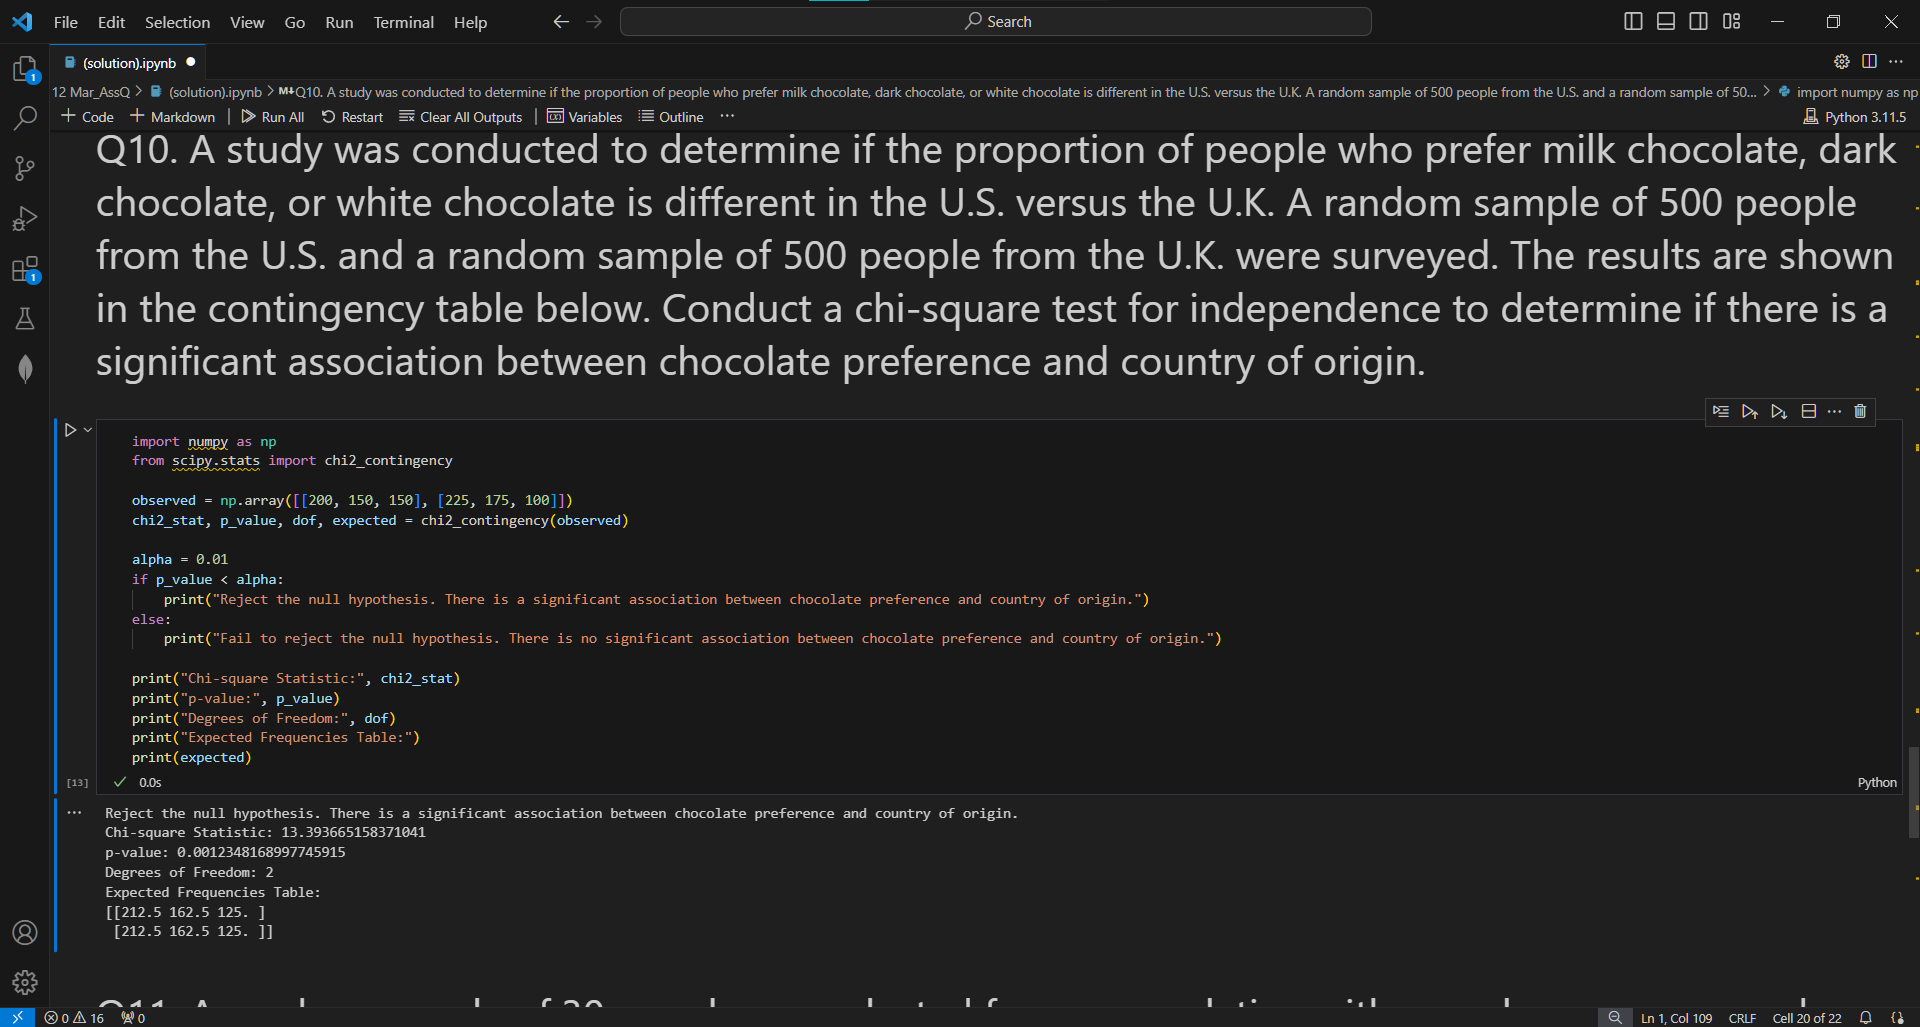 File Edit Selection View Go Run Terminal Help
Search
(solution).ipynb
12 Mar_AssQ > (solution).ipynb > M↓Q10. A study was conducted to determine if the proportion of people who prefer milk chocolate, dark chocolate, or white chocolate is different in the U.S. versus the U.K. A random sample of 500 people from the U.S. and a random sample of 50... > import numpy as np
+ Code + Markdown | Run All Restart Clear All Outputs | Variables Outline ...
Python 3.11.5
Q10. A study was conducted to determine if the proportion of people who prefer milk chocolate, dark
chocolate, or white chocolate is different in the U.S. versus the U.K. A random sample of 500 people
from the U.S. and a random sample of 500 people from the U.K. were surveyed. The results are shown
in the contingency table below. Conduct a chi-square test for independence to determine if there is a
significant association between chocolate preference and country of origin.
import numpy as np
from scipy.stats import chi2_contingency
observed = np.array([[200, 150, 150], [225, 175, 100]])
chi2_stat, p_value, dof, expected = chi2_contingency(observed)
alpha = 0.01
if p_value < alpha:
    print("Reject the null hypothesis. There is a significant association between chocolate preference and country of origin.")
else:
    print("Fail to reject the null hypothesis. There is no significant association between chocolate preference and country of origin.")
print("Chi-square Statistic:", chi2_stat)
print("p-value:", p_value)
print("Degrees of Freedom:", dof)
print("Expected Frequencies Table:")
print(expected)
[13] 0.0s
Python
Reject the null hypothesis. There is a significant association between chocolate preference and country of origin.
Chi-square Statistic: 13.393665158371041
p-value: 0.0012348168997745915
Degrees of Freedom: 2
Expected Frequencies Table:
[[212.5 162.5 125. ]
 [212.5 162.5 125. ]]
0 16 0
Ln 1, Col 109 CRLF Cell 20 of 22